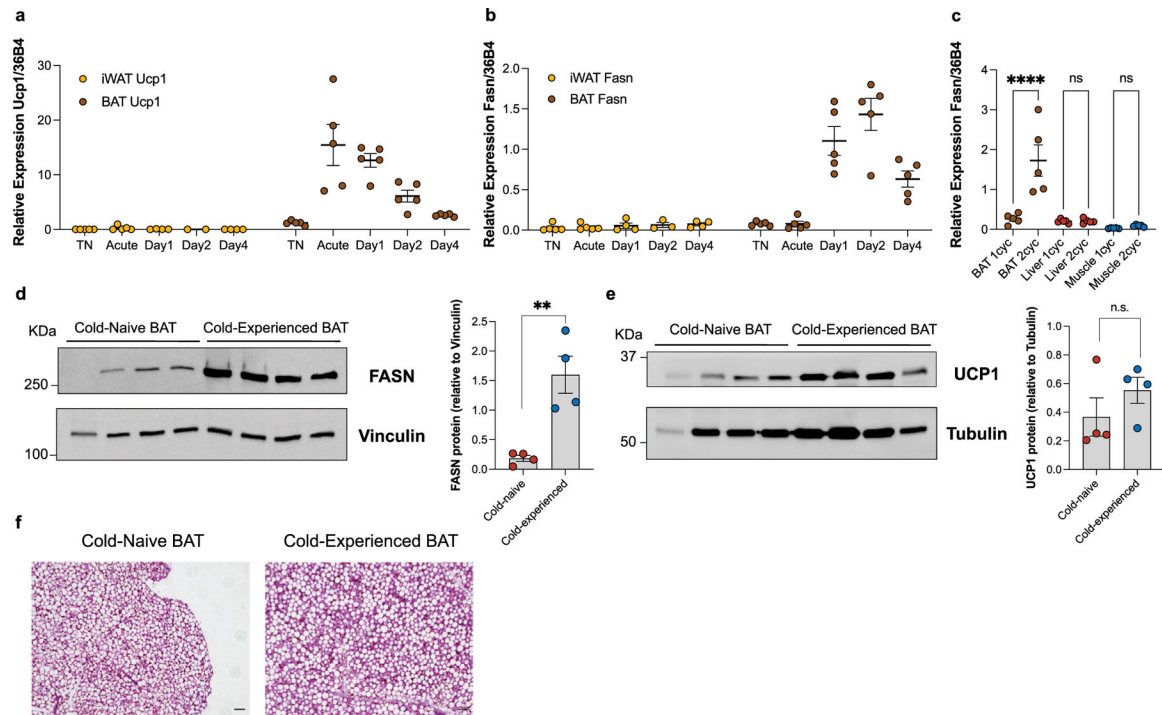 a
Relative Expression Ucp1/36B4
30
20
10
0
iWAT Ucp1
BAT Ucp1
TN Acute Day1 Day2 Day4 TN Acute Day1 Day2 Day4
b
Relative Expression Fasn/36B4
2.0
1.5
1.0
0.5
0.0
iWAT Fasn
BAT Fasn
TN Acute Day1 Day2 Day4 TN Acute Day1 Day2 Day4
c
Relative Expression Fasn/36B4
4
3
2
1
0
**** ns ns
BAT 1cyc
BAT 2cyc
Liver 1cyc
Liver 2cyc
Muscle 1cyc
Muscle 2cyc
d
KDa
Cold-Naive BAT Cold-Experienced BAT
250
FASN
100
Vinculin
FASN protein (relative to Vinculin)
2.5
2.0
1.5
1.0
0.5
0.0
**
Cold-naive
Cold-experienced
e
KDa
Cold-Naive BAT Cold-Experienced BAT
37
UCP1
50
Tubulin
UCP1 protein (relative to Tubulin)
1.0
0.8
0.6
0.4
0.2
0.0
n.s.
Cold-naive
Cold-experienced
f
Cold-Naive BAT Cold-Experienced BAT